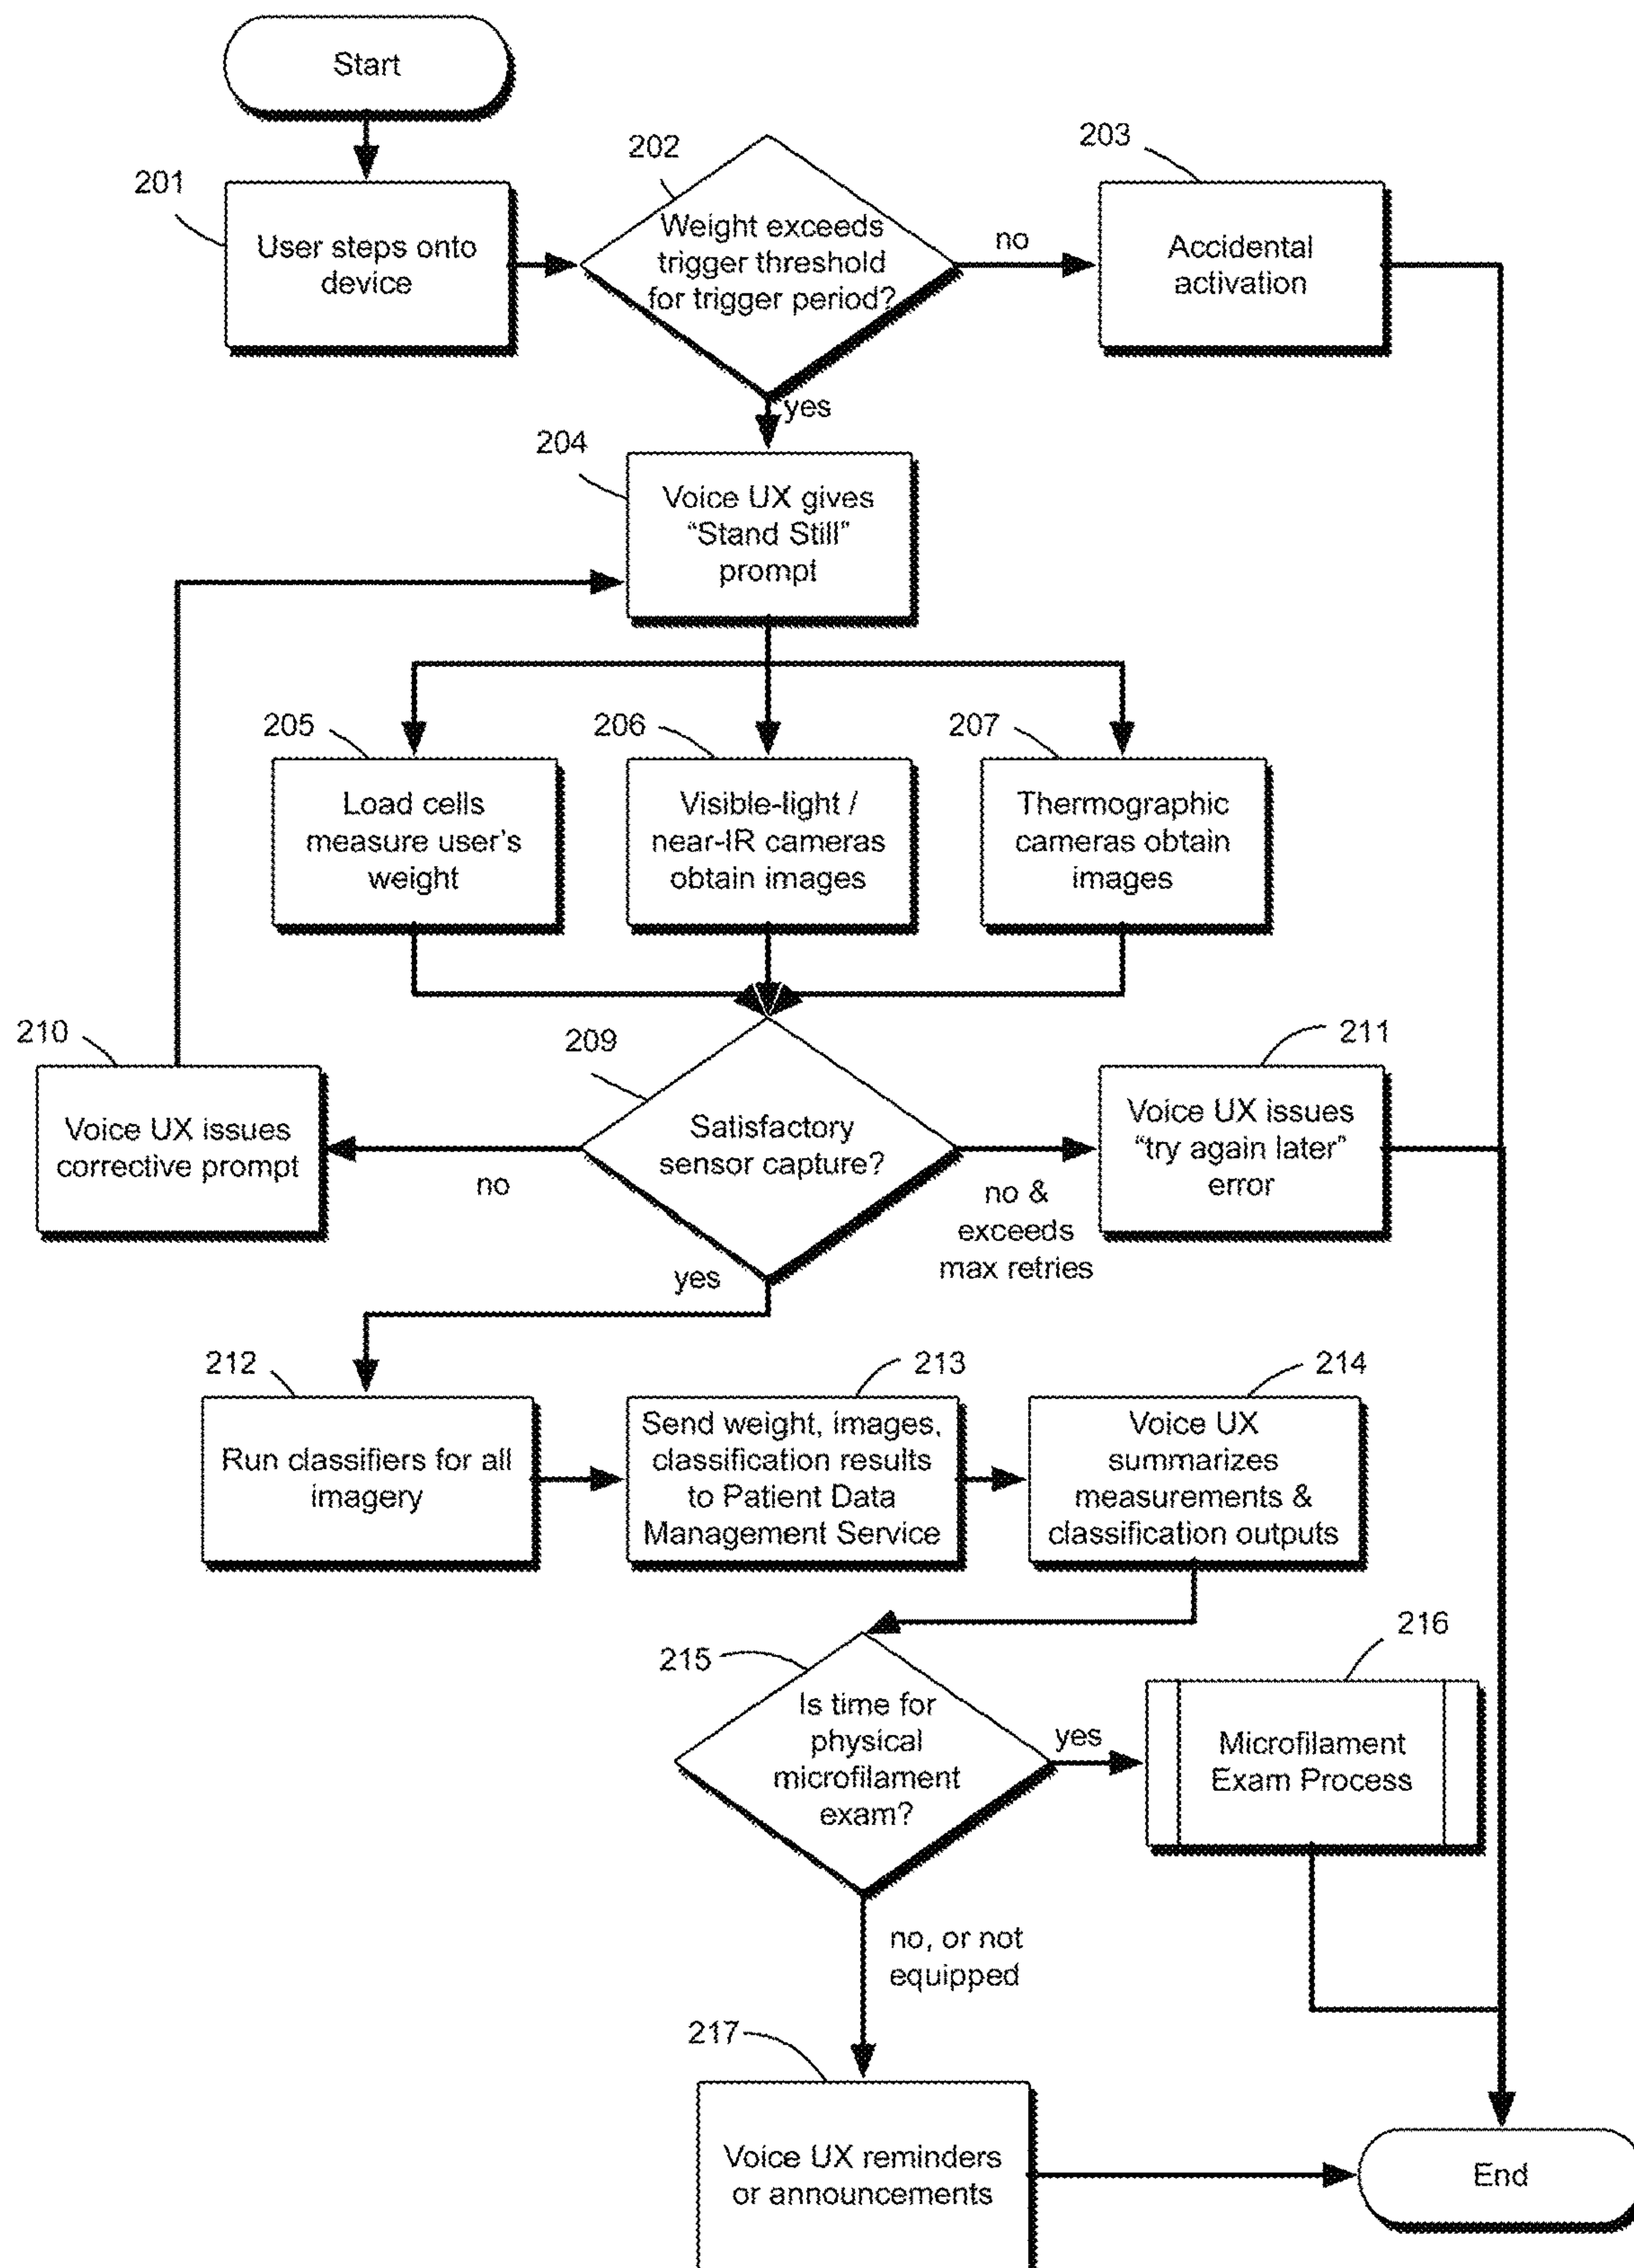 Start
201
User steps onto
device
202
Weight exceeds
trigger threshold
for trigger period?
no
203
Accidental
activation
yes
204
Voice UX gives
“Stand Still”
prompt
205
Load cells
measure user’s
weight
206
Visible-light /
near-IR cameras
obtain images
207
Thermographic
cameras obtain
images
210
Voice UX issues
corrective prompt
no
209
Satisfactory
sensor capture?
no &
exceeds
max retries
211
Voice UX issues
“try again later”
error
yes
212
Run classifiers for all
imagery
213
Send weight, images,
classification results
to Patient Data
Management Service
214
Voice UX
summarizes
measurements &
classification outputs
215
Is time for
physical
microfilament
exam?
yes
216
Microfilament
Exam Process
no, or not
equipped
217
Voice UX reminders
or announcements
End